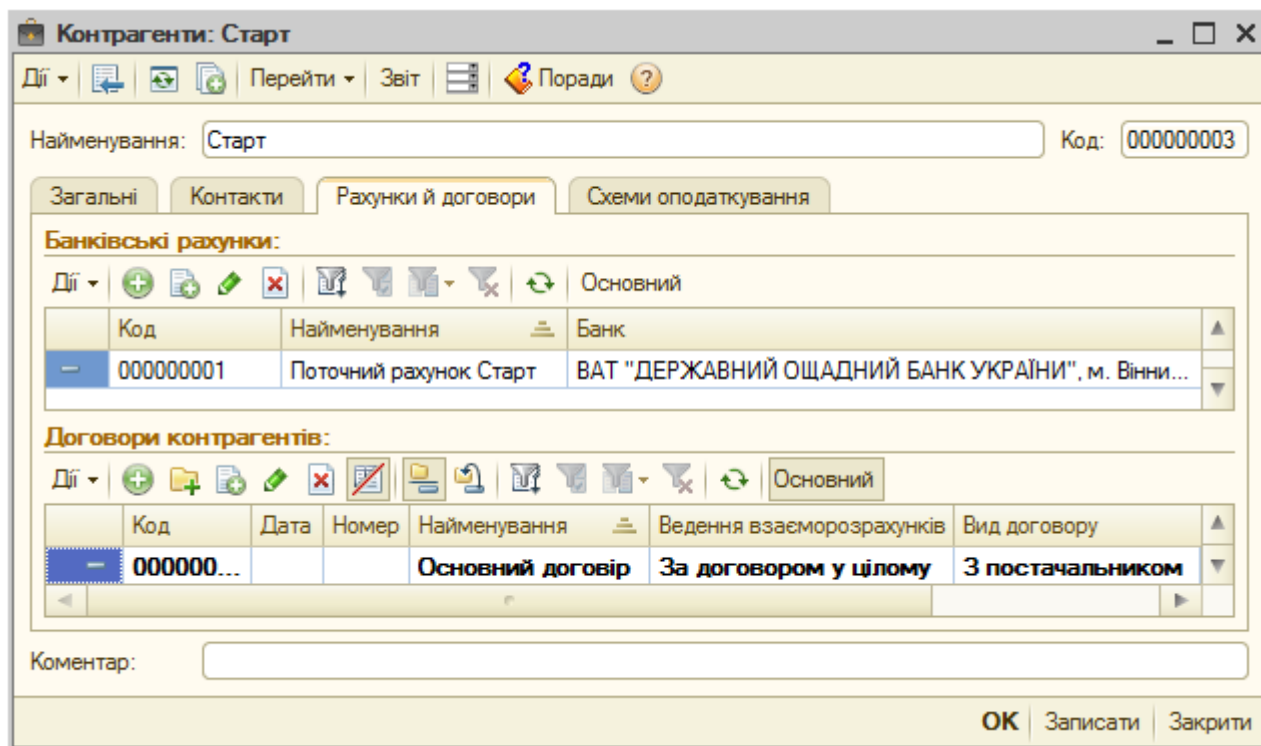 Контрагенти: Старт
Дії Перейти Звіт Поради ?
Найменування: Старт Код: 000000003
Загальні Контакти Рахунки й договори Схеми оподаткування
Банківські рахунки:
Дії Основний
Код Найменування Банк
000000001 Поточний рахунок Старт ВАТ "ДЕРЖАВНИЙ ОЩАДНИЙ БАНК УКРАЇНИ", м. Вінни...
Договори контрагентів:
Дії Основний
Код Дата Номер Найменування Ведення взаєморозрахунків Вид договору
000000... Основний договір За договором у цілому З постачальником
Коментар:
OK Записати Закрити